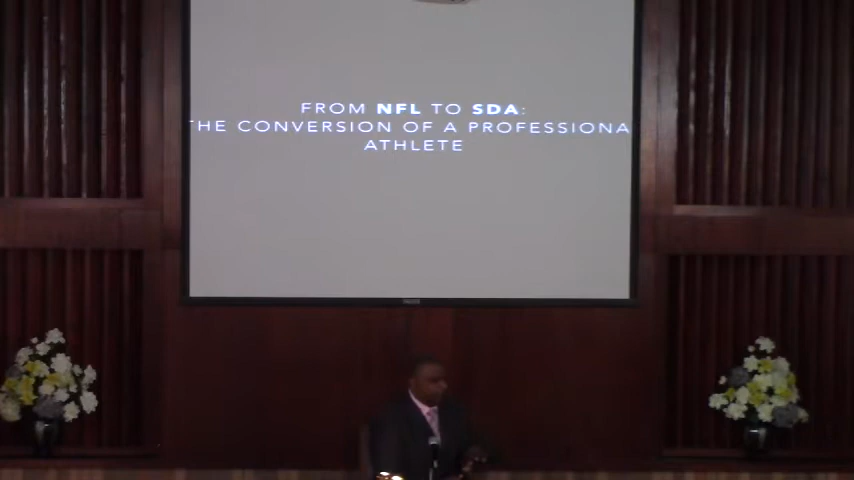 FROM NFL TO SDA:
THE CONVERSION OF A PROFESSIONA
ATHLETE